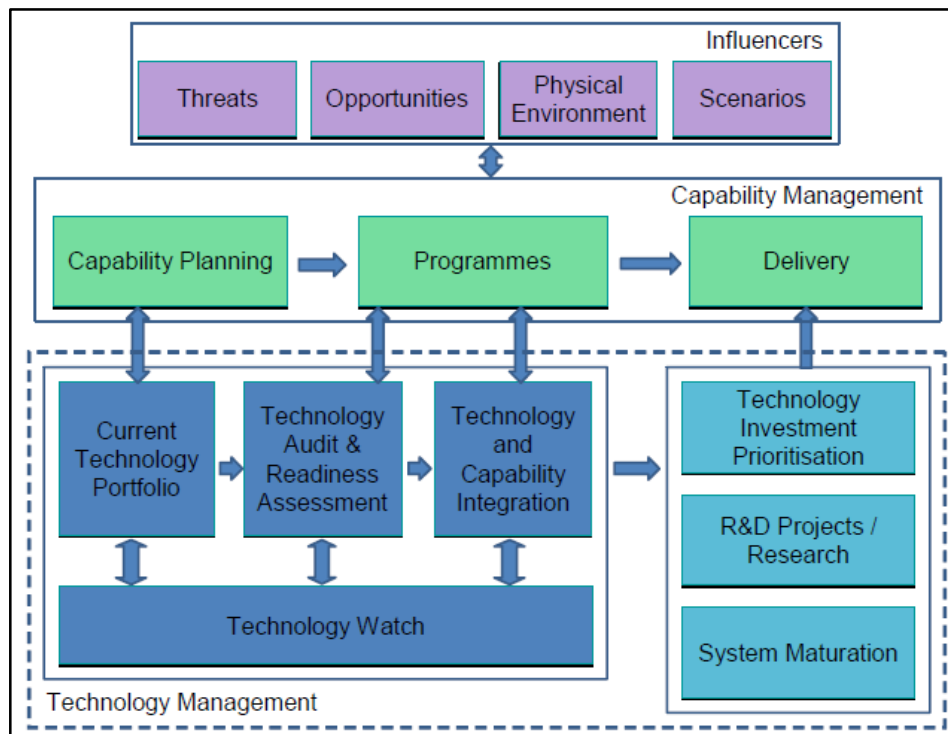 Influencers
Threats
Opportunities
Physical
Environment
Scenarios
Capability Management
Capability Planning
Programmes
Delivery
Current
Technology
Portfolio
Technology
Audit &
Readiness
Assessment
Technology
and
Capability
Integration
Technology
Investment
Prioritisation
R&D Projects /
Research
System Maturation
Technology Watch
Technology Management